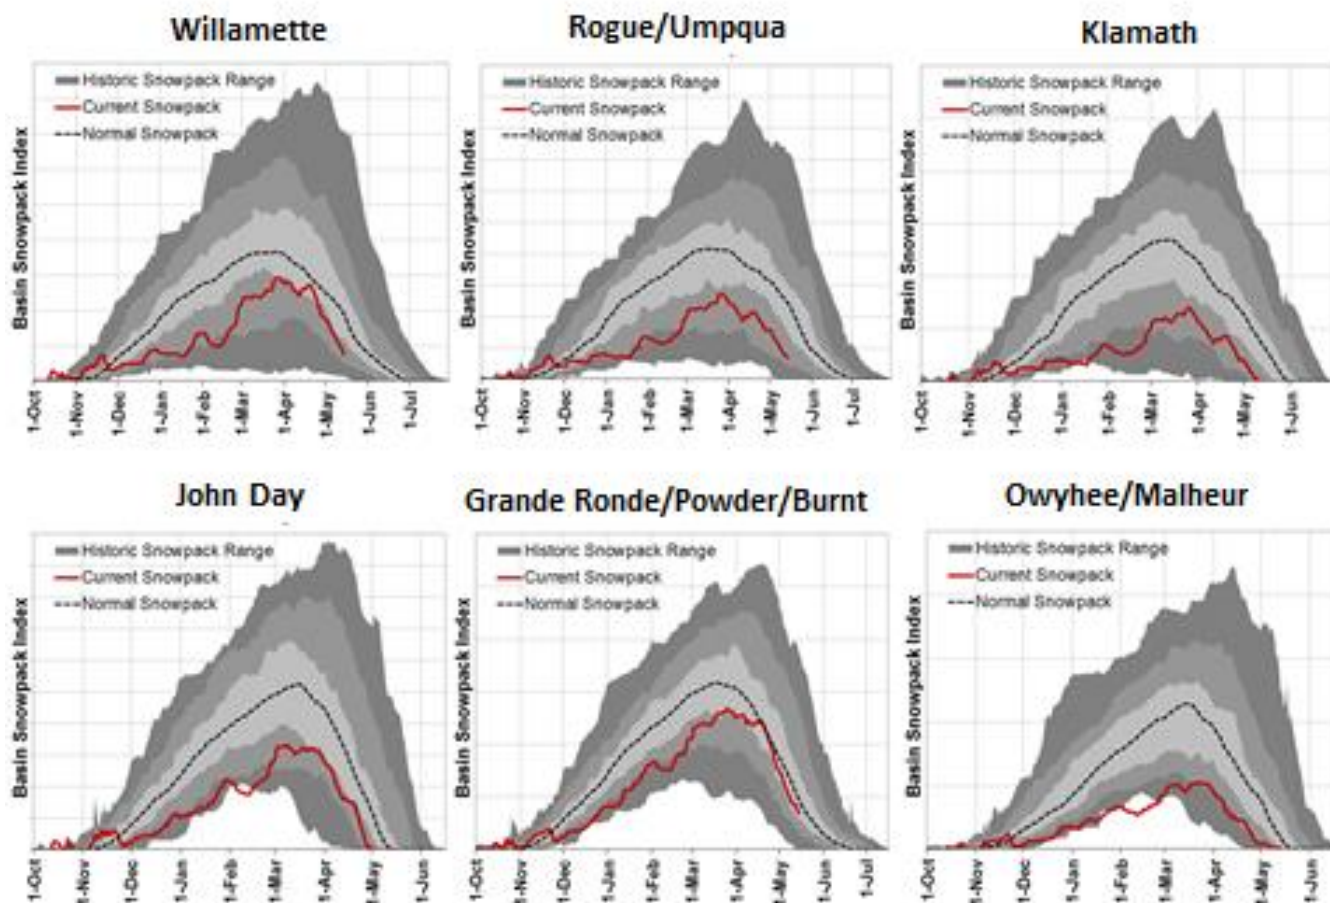 Willamette
Historic Snowpack Range
Current Snowpack
Normal Snowpack
Basin Snowpack Index
1-Oct
1-Nov
1-Dec
1-Jan
1-Feb
1-Mar
1-Apr
1-May
1-Jun
1-Jul
Rogue/Umpqua
Historic Snowpack Range
Current Snowpack
Normal Snowpack
Basin Snowpack Index
1-Oct
1-Nov
1-Dec
1-Jan
1-Feb
1-Mar
1-Apr
1-May
1-Jun
1-Jul
Klamath
Historic Snowpack Range
Current Snowpack
Normal Snowpack
Basin Snowpack Index
1-Oct
1-Nov
1-Dec
1-Jan
1-Feb
1-Mar
1-Apr
1-May
1-Jun
John Day
Historic Snowpack Range
Current Snowpack
Normal Snowpack
Basin Snowpack Index
1-Oct
1-Nov
1-Dec
1-Jan
1-Feb
1-Mar
1-Apr
1-May
1-Jun
Grande Ronde/Powder/Burnt
Historic Snowpack Range
Current Snowpack
Normal Snowpack
Basin Snowpack Index
1-Oct
1-Nov
1-Dec
1-Jan
1-Feb
1-Mar
1-Apr
1-May
1-Jun
1-Jul
Owyhee/Malheur
Historic Snowpack Range
Current Snowpack
Normal Snowpack
Basin Snowpack Index
1-Oct
1-Nov
1-Dec
1-Jan
1-Feb
1-Mar
1-Apr
1-May
1-Jun